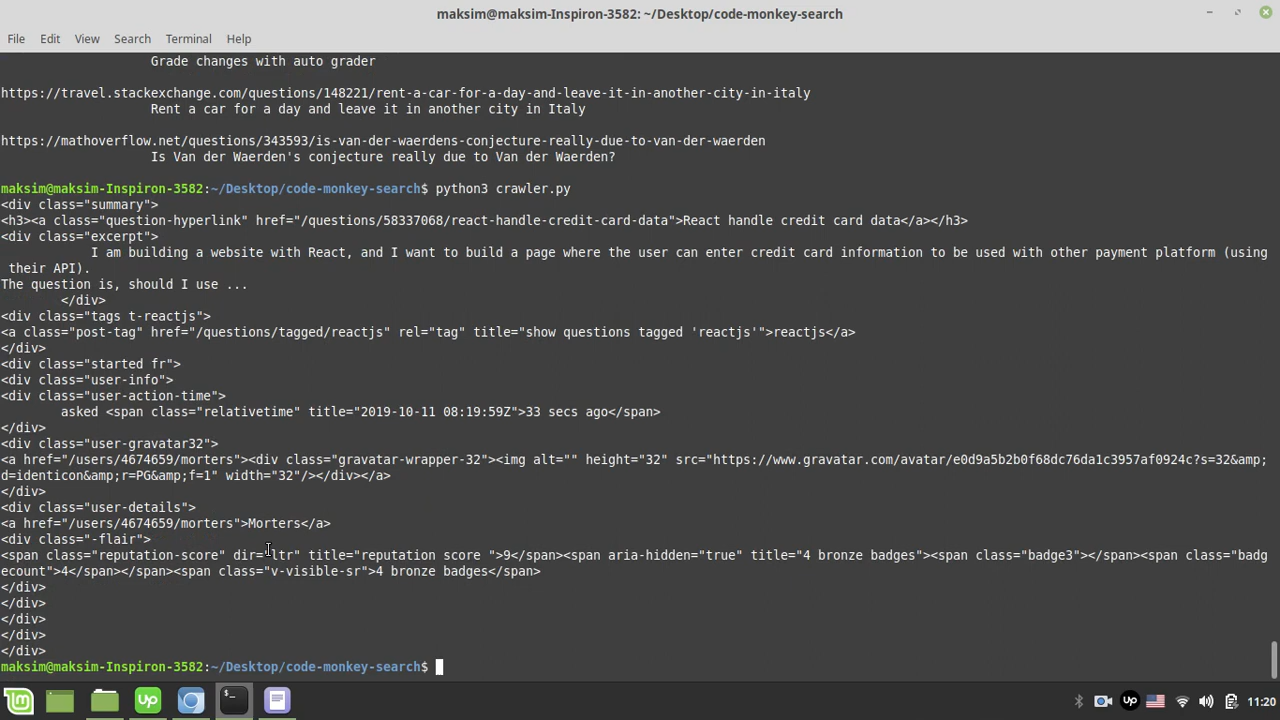 maksim@maksim-Inspiron-3582: ~/Desktop/code-monkey-search
File Edit View Search Terminal Help
Grade changes with auto grader
https://travel.stackexchange.com/questions/148221/rent-a-car-for-a-day-and-leave-it-in-another-city-in-italy
Rent a car for a day and leave it in another city in Italy
https://mathoverflow.net/questions/343593/is-van-der-waerdens-conjecture-really-due-to-van-der-waerden
Is Van der Waerden's conjecture really due to Van der Waerden?
maksim@maksim-Inspiron-3582:~/Desktop/code-monkey-search$ python3 crawler.py
<div class="summary">
<h3><a class="question-hyperlink" href="/questions/58337068/react-handle-credit-card-data">React handle credit card data</a></h3>
<div class="excerpt">
I am building a website with React, and I want to build a page where the user can enter credit card information to be used with other payment platform (using
their API).
The question is, should I use ...
</div>
<div class="tags t-reactjs">
<a class="post-tag" href="/questions/tagged/reactjs" rel="tag" title="show questions tagged 'reactjs'">reactjs</a>
</div>
<div class="started fr">
<div class="user-info">
<div class="user-action-time">
asked <span class="relativetime" title="2019-10-11 08:19:59Z">33 secs ago</span>
</div>
<div class="user-gravatar32">
<a href="/users/4674659/morters"><div class="gravatar-wrapper-32"><img alt="" height="32" src="https://www.gravatar.com/avatar/e0d9a5b2b0f68dc76da1c3957af0924c?s=32&amp;
d=identicon&amp;r=PG&amp;f=1" width="32"/></div></a>
</div>
<div class="user-details">
<a href="/users/4674659/morters">Morters</a>
<div class="-flair">
<span class="reputation-score" dir="ltr" title="reputation score ">9</span><span aria-hidden="true" title="4 bronze badges"><span class="badge3"></span><span class="badg
ecount">4</span></span><span class="v-visible-sr">4 bronze badges</span>
</div>
</div>
</div>
</div>
</div>
maksim@maksim-Inspiron-3582:~/Desktop/code-monkey-search$
Up
Up
11:20